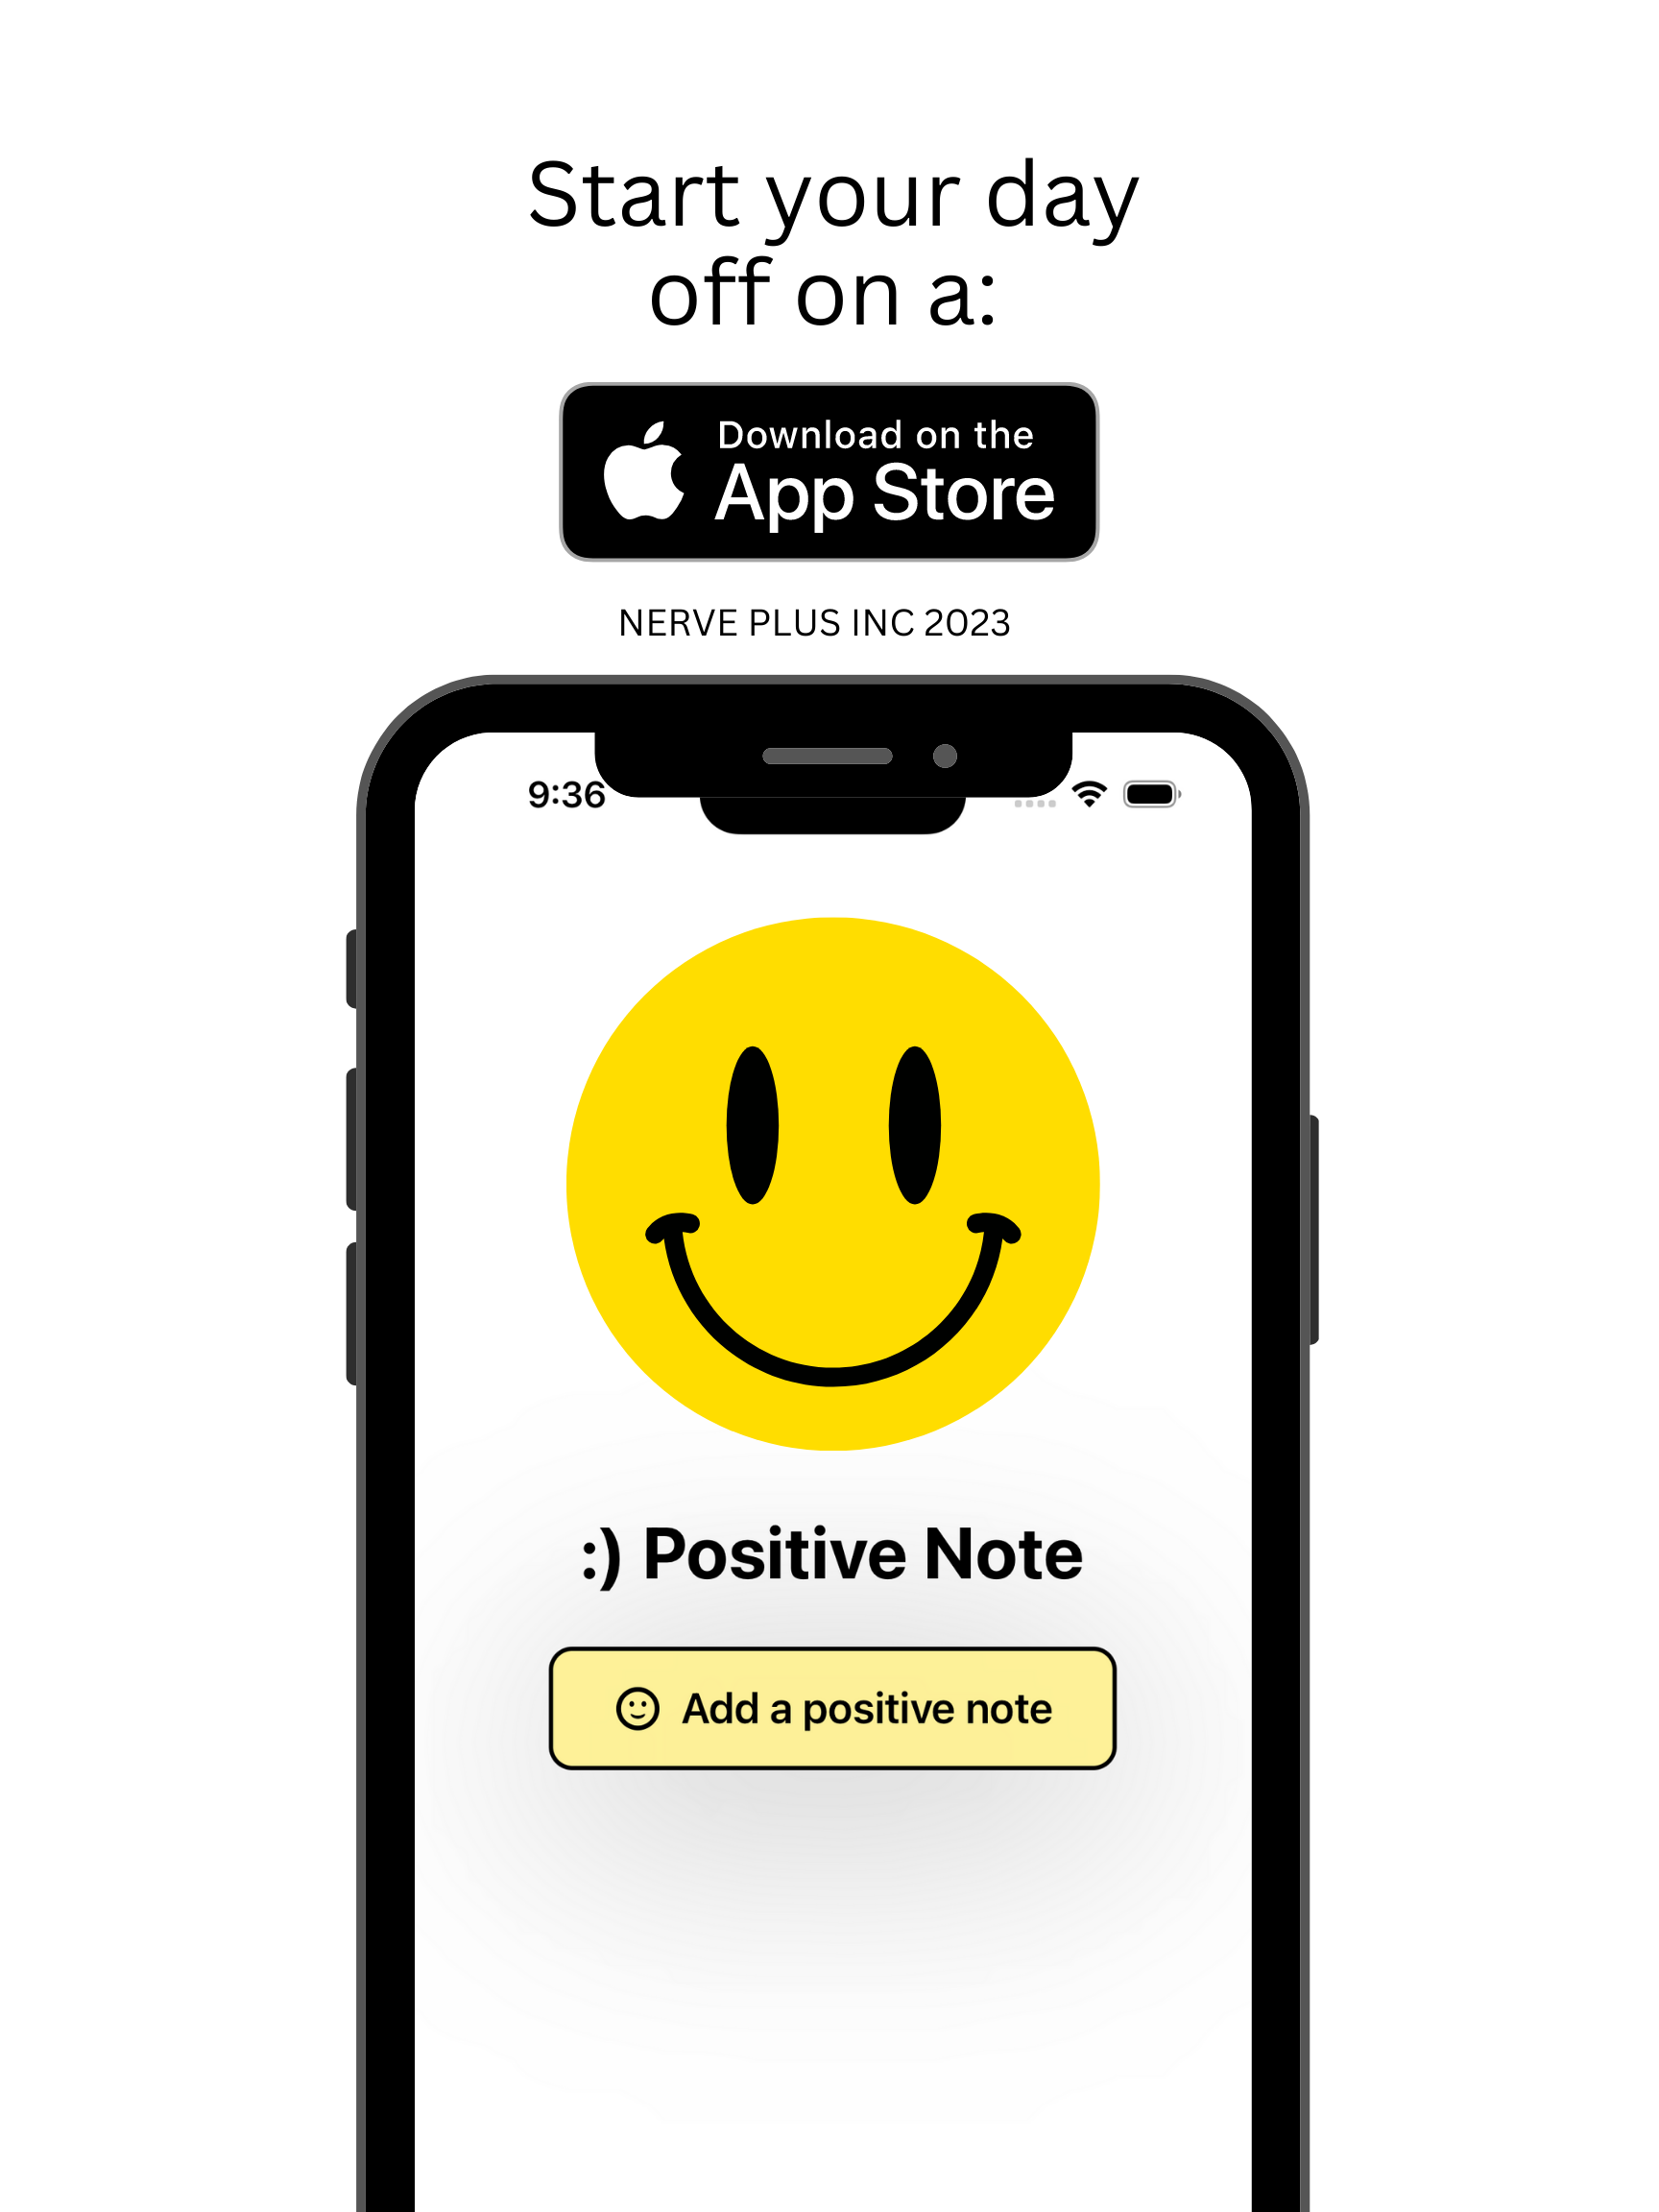 Start your day
off on a:
Download on the
App Store
NERVE PLUS INC 2023
9:36
:) Positive Note
Add a positive note